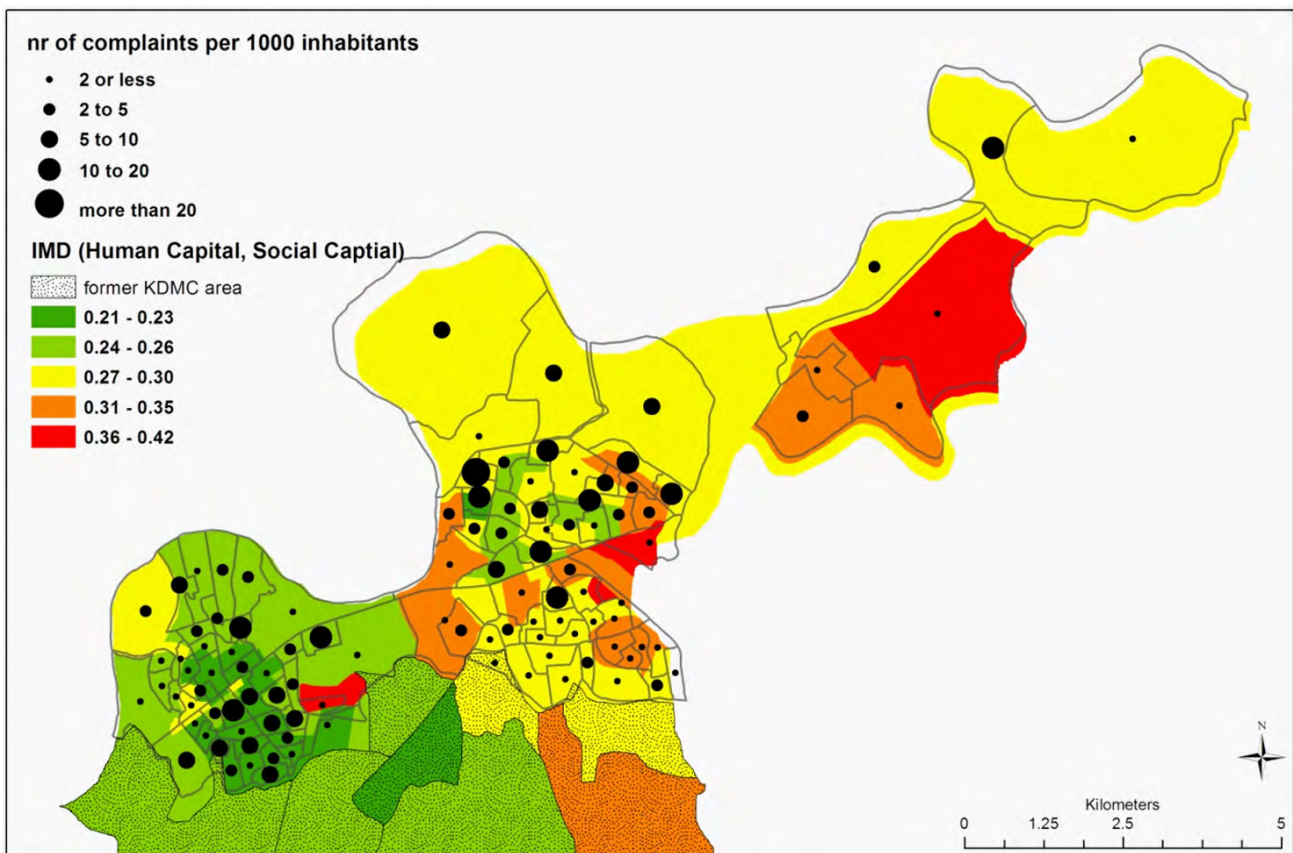 nr of complaints per 1000 inhabitants
2 or less
2 to 5
5 to 10
10 to 20
more than 20
IMD (Human Capital, Social Captial)
former KDMC area
0.21 - 0.23
0.24 - 0.26
0.27 - 0.30
0.31 - 0.35
0.36 - 0.42
N
Kilometers
0 1.25 2.5 5